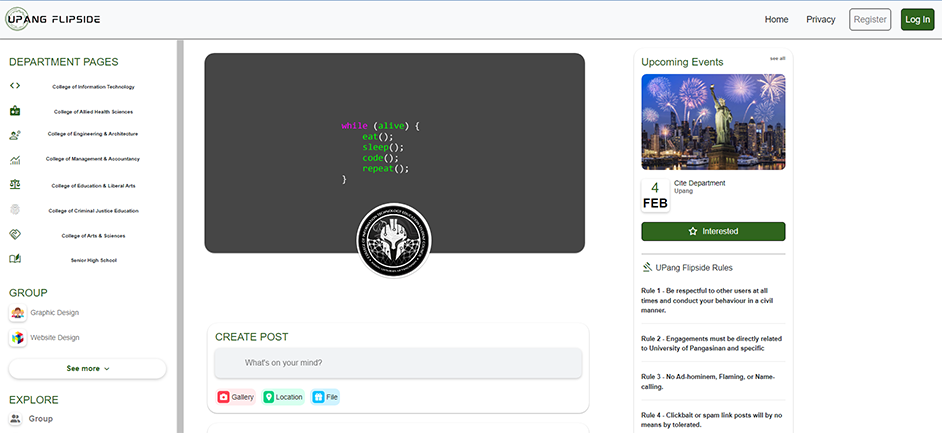 UPANG FLIPSIDE
Home
Privacy
Register
Log In
DEPARTMENT PAGES
College of Information Technology
College of Allied Health Sciences
College of Engineering & Architecture
College of Management & Accountancy
College of Education & Liberal Arts
College of Criminal Justice Education
College of Arts & Sciences
Senior High School
GROUP
Graphic Design
Website Design
See more
EXPLORE
Group
while (alive) {
eat();
sleep();
code();
repeat();
}
CREATE POST
What's on your mind?
Gallery
Location
File
Upcoming Events
see all
4
FEB
Cite Department
Upang
Interested
UPang Flipside Rules
Rule 1 - Be respectful to other users at all
times and conduct your behaviour in a civil
manner.
Rule 2 - Engagements must be directly related
to University of Pangasinan and specific
Rule 3 - No Ad-hominem, Flaming, or Name-
calling.
Rule 4 - Clickbait or spam link posts will by no
means by tolerated.